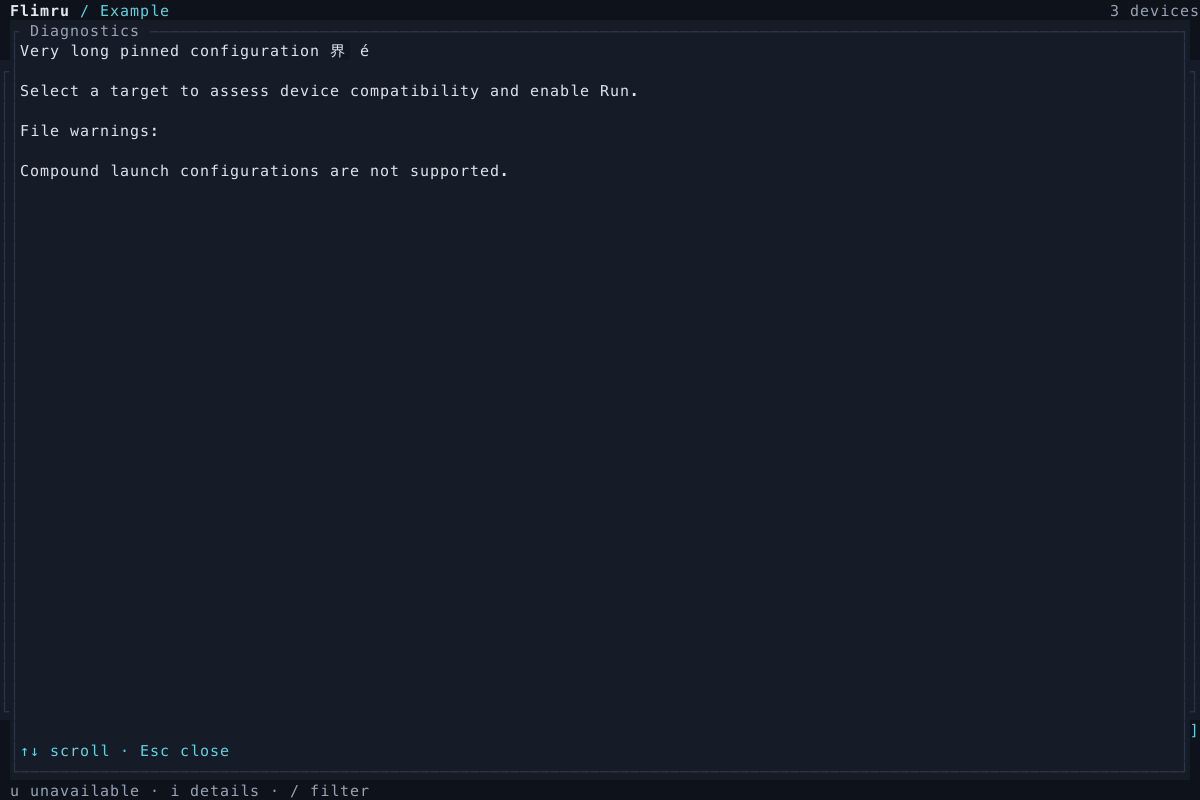 Flimru / Example 3 devices
Diagnostics
Very long pinned configuration 界 é
Select a target to assess device compatibility and enable Run.
File warnings:
Compound launch configurations are not supported.
]
↑↓ scroll · Esc close
u unavailable · i details · / filter